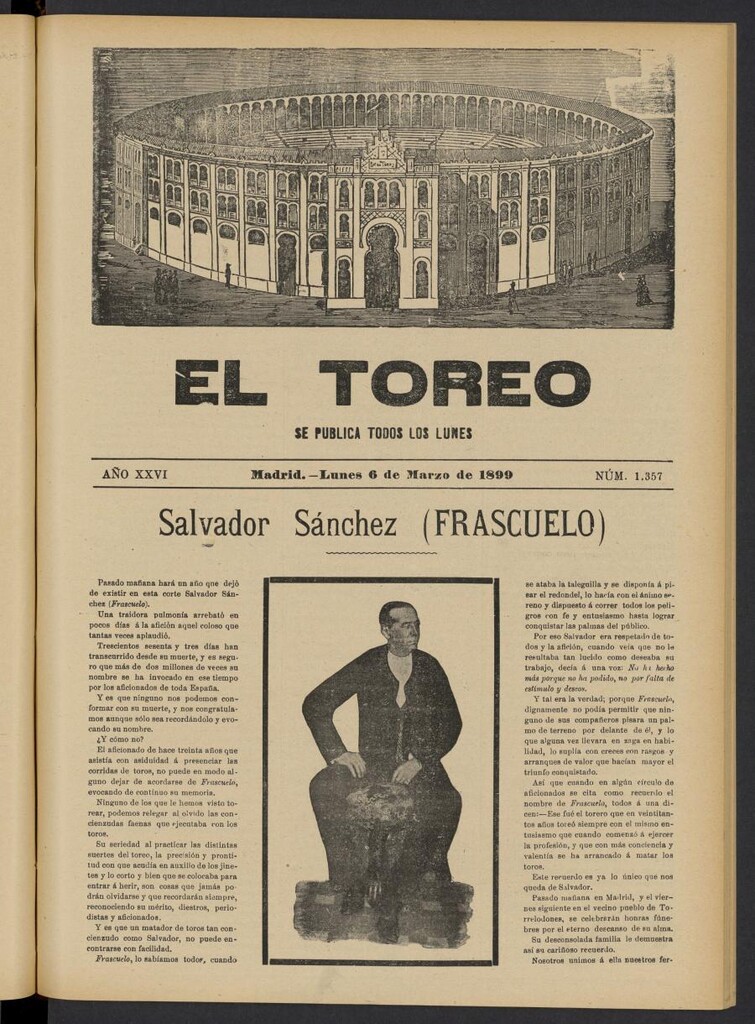 EL TOREO
SE PUBLICA TODOS LOS LUNES
AÑO XXVI
Madrid.—Lunes 6 de Marzo de 1899
NÚM. 1.357
Salvador Sánchez (FRASCUELO)
Pasado mañana hará un año que dejó
de existir en esta corte Salvador Sán-
chez (Frascuelo).
Una traidora pulmonía arrebató en
pocos días á la afición aquel coloso que
tantas veces aplaudió.
Trescientos sesenta y tres días han
transcurrido desde su muerte, y es segu-
ro que más de dos millones de veces su
nombre se ha invocado en ese tiempo
por los aficionados de toda España.
Y es que ninguno nos podemos con-
formar con su muerte, y nos congratula-
mos aunque sólo sea recordándolo y evo-
cando su nombre.
¿Y cómo no?
El aficionado de hace treinta años que
asistía con asiduidad á presenciar las
corridas de toros, no puede en modo al-
guno dejar de acordarse de Frascuelo,
evocando de continuo su memoria.
Ninguno de los que le hemos visto to-
rear, podemos relegar al olvido las con-
cienzudas faenas que ejecutaba con los
toros.
Su seriedad al practicar las distintas
suertes del toreo, la precisión y pronti-
tud con que acudía en auxilio de los jine-
tes y lo corto y bien que se colocaba para
entrar á herir, son cosas que jamás po-
drán olvidarse y que recordarán siempre,
reconociendo su mérito, diestros, perio-
distas y aficionados.
Y es que un matador de toros tan con-
cienzudo como Salvador, no puede en-
contrarse con facilidad.
Frascuelo, lo sabíamos todos, cuando
se ataba la taleguilla y se disponía á pi-
sar el redondel, lo hacía con el ánimo se-
reno y dispuesto á correr todos los peli-
gros con fe y entusiasmo hasta lograr
conquistar las palmas del público.
Por eso Salvador era respetado de to-
dos y la afición, cuando veía que no le
resultaba tan lucido como deseaba su
trabajo, decía á una voz: No ha hecho
más porque no ha podido, no por falta de
estímulo y deseos.
Y tal era la verdad; porque Frascuelo,
dignamente no podía permitir que nin-
guno de sus compañeros pisara un pal-
mo de terreno por delante de él, y lo
que alguna vez llevara en zaga en habi-
lidad, lo suplía con creces con rasgos y
arranques de valor que hacían mayor el
triunfo conquistado.
Así que cuando en algún círculo de
aficionados se cita como recuerdo el
nombre de Frascuelo, todos á una di-
cen:—Ese fué el torero que en veintitan-
tos años toreó siempre con el mismo en-
tusiasmo que cuando comenzó á ejercer
la profesión, y que con más conciencia y
valentía se ha arrancado á matar los
toros.
Este recuerdo es ya lo único que nos
queda de Salvador.
Pasado mañana en Madrid, y el vier-
nes siguiente en el vecino pueblo de To-
rrelodones, se celebrarán honras fúne-
bres por el eterno descanso de su alma.
Su desconsolada familia le demuestra
así su cariñoso recuerdo.
Nosotros unimos á ella nuestros fer-